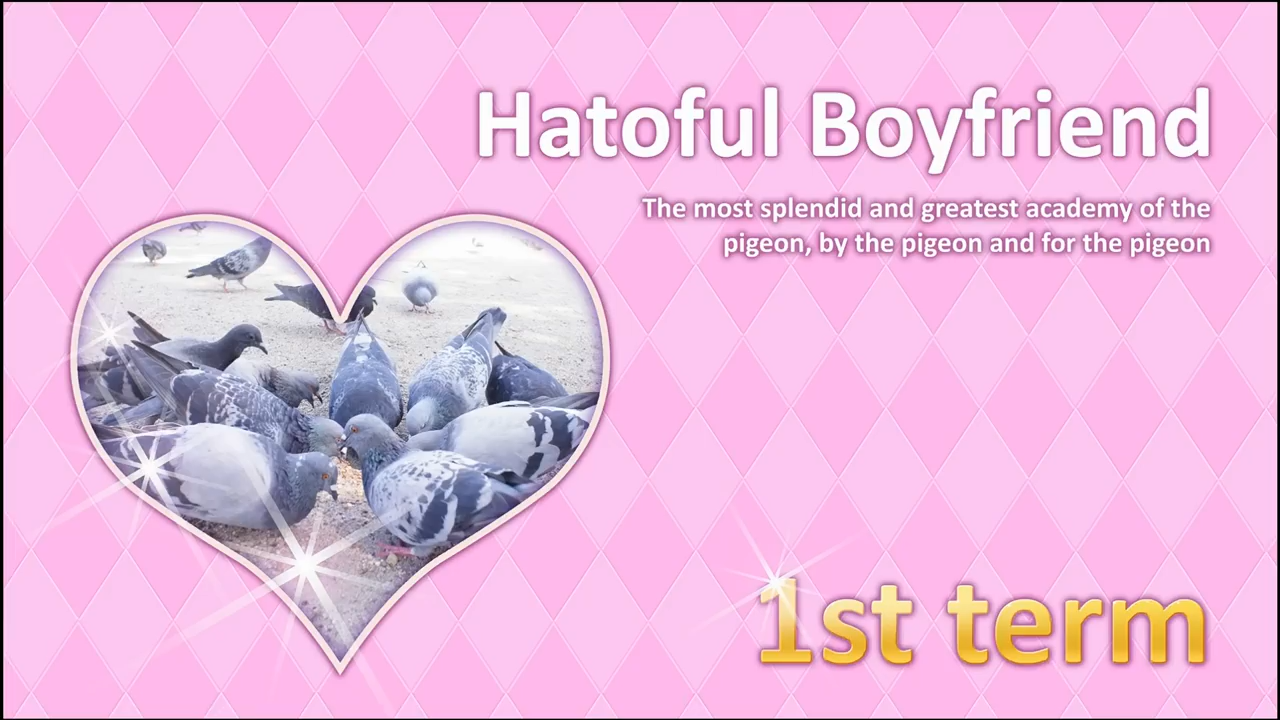 Hatoful Boyfriend
The most splendid and greatest academy of the
pigeon, by the pigeon and for the pigeon
1st term